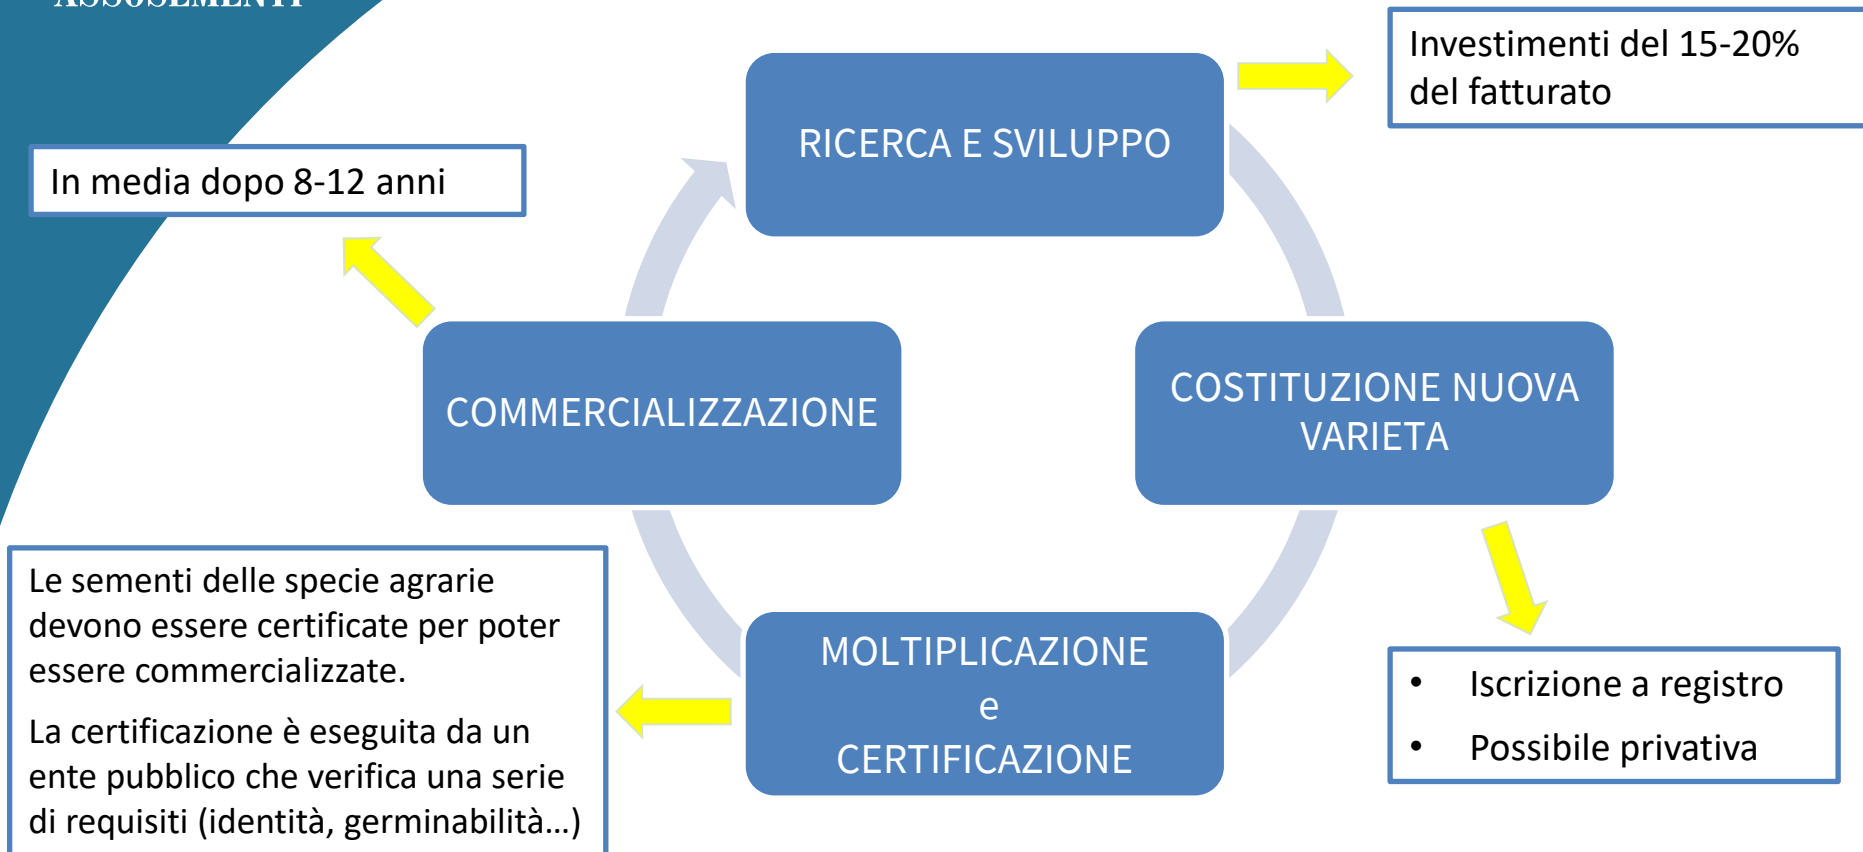 ASSOSEMENTI
RICERCA E SVILUPPO
Investimenti del 15-20%
del fatturato
In media dopo 8-12 anni
COMMERCIALIZZAZIONE
COSTITUZIONE NUOVA
VARIETA
Le sementi delle specie agrarie
devono essere certificate per poter
essere commercializzate.
La certificazione è eseguita da un
ente pubblico che verifica una serie
di requisiti (identità, germinabilità…)
MOLTIPLICAZIONE
e
CERTIFICAZIONE
• Iscrizione a registro
• Possibile privativa